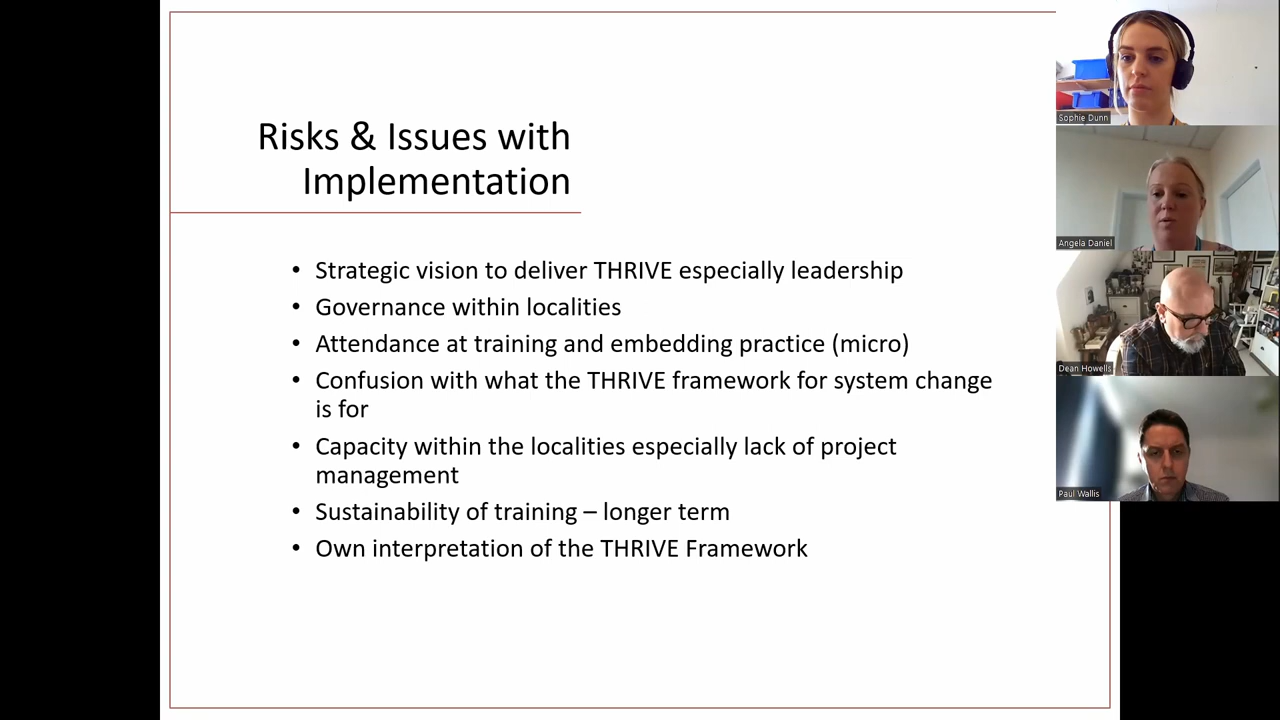 Risks & Issues with
Implementation
• Strategic vision to deliver THRIVE especially leadership
• Governance within localities
• Attendance at training and embedding practice (micro)
• Confusion with what the THRIVE framework for system change
is for
• Capacity within the localities especially lack of project
management
• Sustainability of training – longer term
• Own interpretation of the THRIVE Framework
Sophie Dunn
Angela Daniel
Dean Howells
Paul Wallis